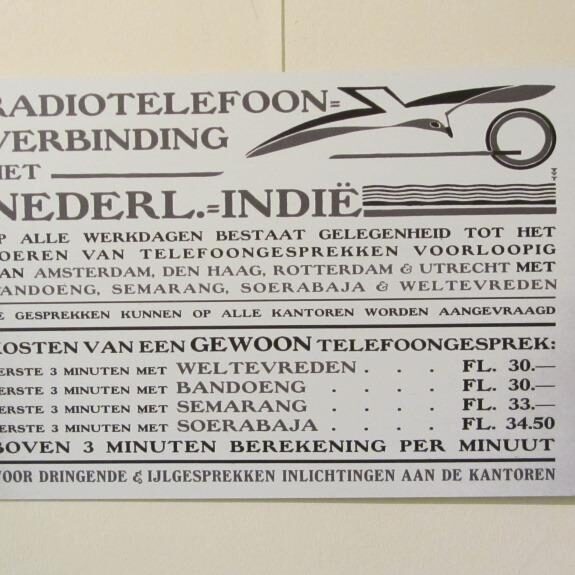 RADIOTELEFOON=
VERBINDING
MET
NEDERL.=INDIË
OP ALLE WERKDAGEN BESTAAT GELEGENHEID TOT HET
VOEREN VAN TELEFOONGESPREKKEN VOORLOOPIG
VAN AMSTERDAM, DEN HAAG, ROTTERDAM & UTRECHT MET
BANDOENG, SEMARANG, SOERABAJA & WELTEVREDEN
DE GESPREKKEN KUNNEN OP ALLE KANTOREN WORDEN AANGEVRAAGD
KOSTEN VAN EEN GEWOON TELEFOONGESPREK:
EERSTE 3 MINUTEN MET WELTEVREDEN . . . FL. 30.—
EERSTE 3 MINUTEN MET BANDOENG . . . . FL. 30.—
EERSTE 3 MINUTEN MET SEMARANG . . . . FL. 33.—
EERSTE 3 MINUTEN MET SOERABAJA . . . . FL. 34.50
BOVEN 3 MINUTEN BEREKENING PER MINUUT
VOOR DRINGENDE & IJLGESPREKKEN INLICHTINGEN AAN DE KANTOREN